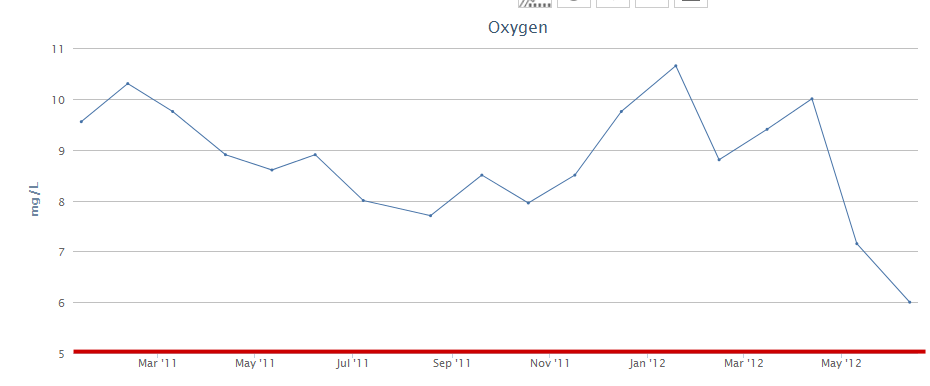 Oxygen
11
10
9
8
7
6
5
mg/L
Mar '11
May '11
Jul '11
Sep '11
Nov '11
Jan '12
Mar '12
May '12